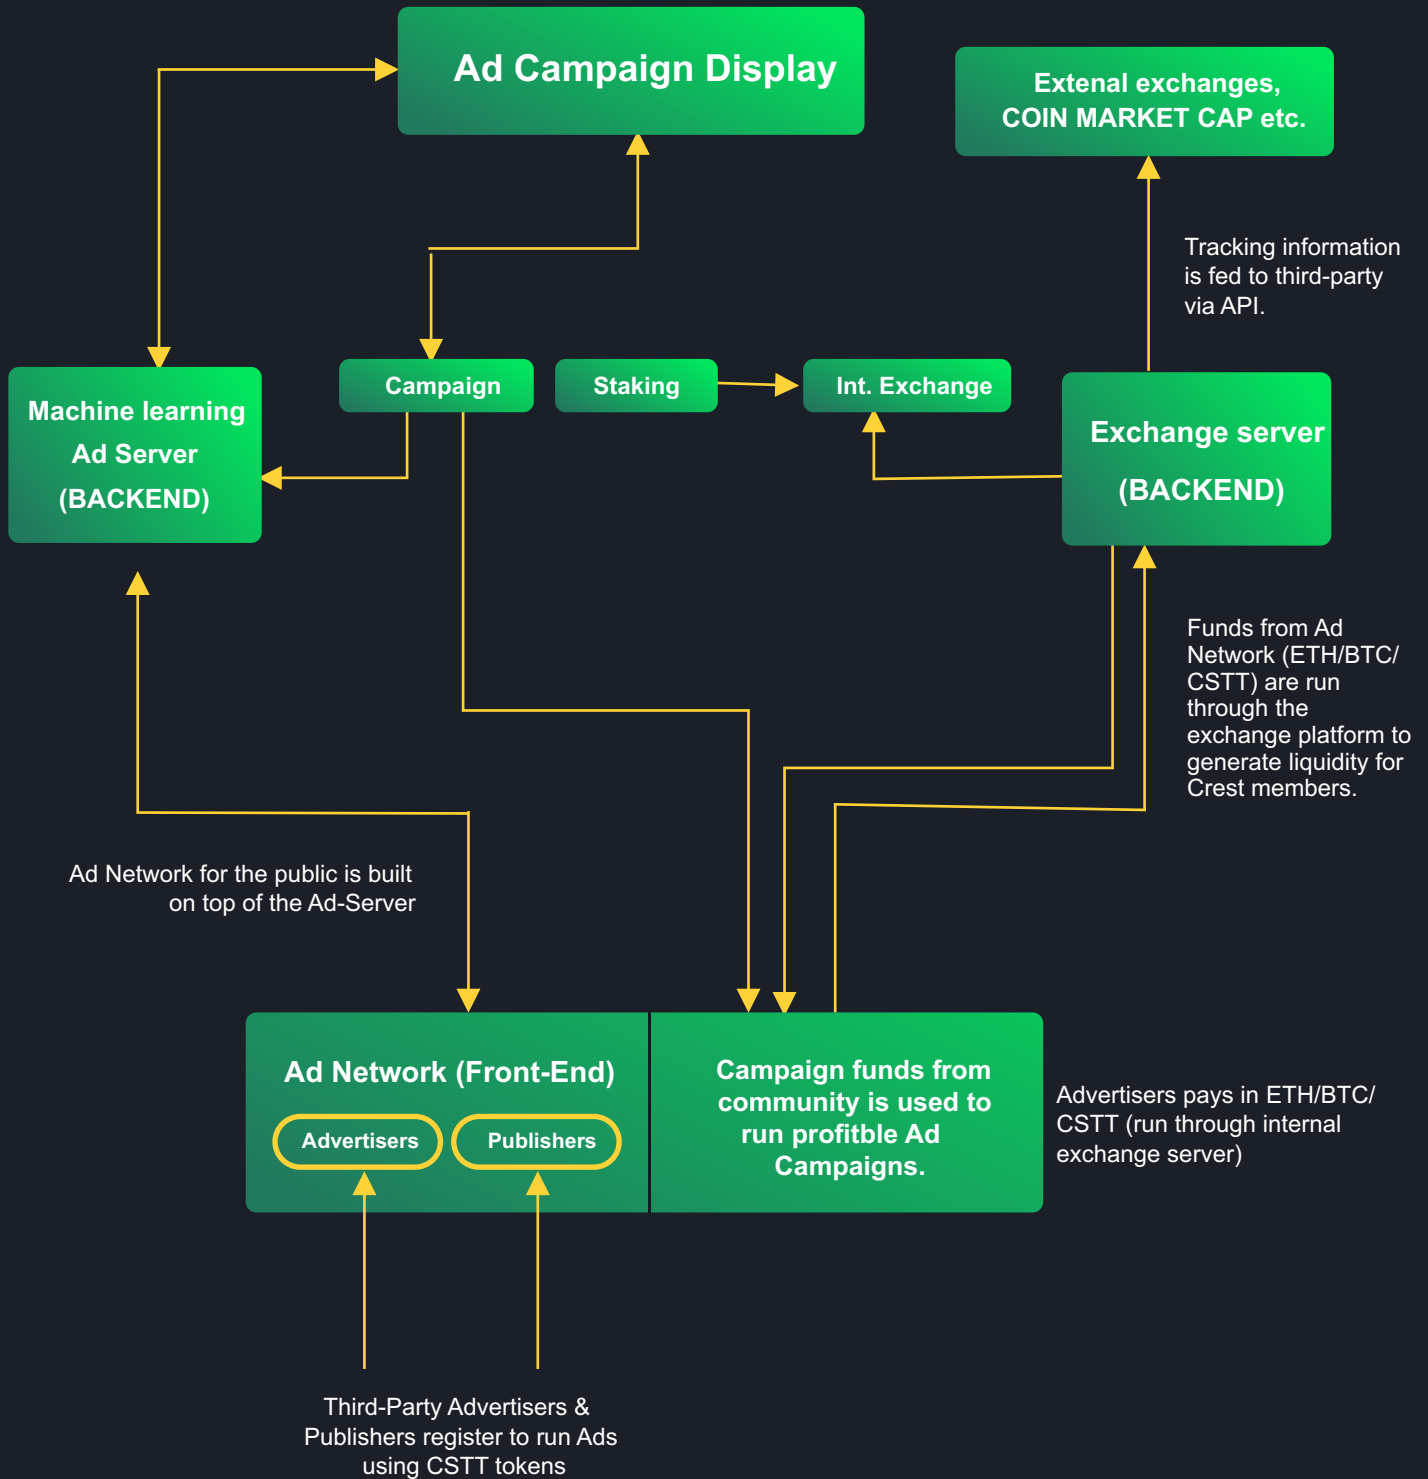 Ad Campaign Display
Extenal exchanges,
COIN MARKET CAP etc.
Tracking information
is fed to third-party
via API.
Machine learning
Ad Server
(BACKEND)
Campaign
Staking
Int. Exchange
Exchange server
(BACKEND)
Funds from Ad
Network (ETH/BTC/
CSTT) are run
through the
exchange platform to
generate liquidity for
Crest members.
Ad Network for the public is built
on top of the Ad-Server
Ad Network (Front-End)
Advertisers
Publishers
Campaign funds from
community is used to
run profitble Ad
Campaigns.
Advertisers pays in ETH/BTC/
CSTT (run through internal
exchange server)
Third-Party Advertisers &
Publishers register to run Ads
using CSTT tokens